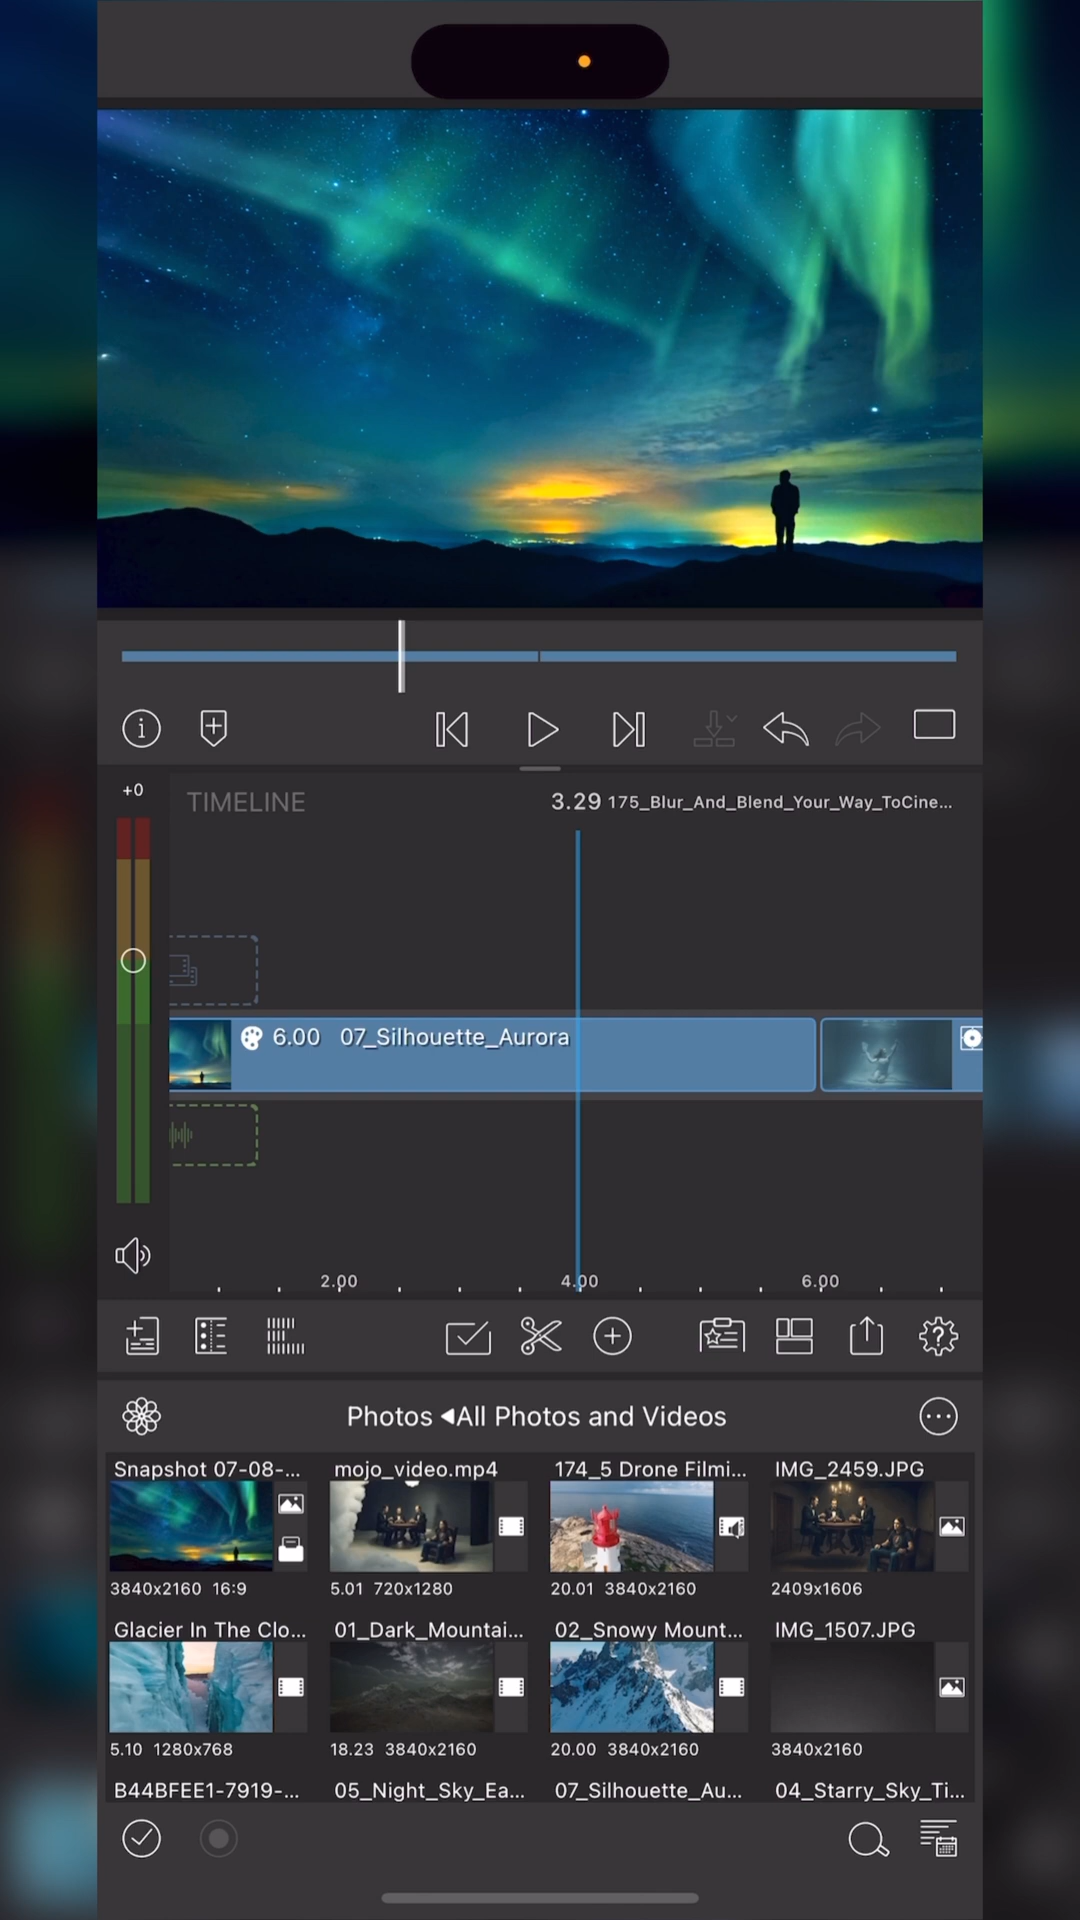 +0
TIMELINE
3.29 175_Blur_And_Blend_Your_Way_ToCine...
6.00 07_Silhouette_Aurora
2.00 4.00 6.00
Photos ◀All Photos and Videos
Snapshot 07-08-... mojo_video.mp4 174_5 Drone Filmi... IMG_2459.JPG
3840x2160 16:9 5.01 720x1280 20.01 3840x2160 2409x1606
Glacier In The Clo... 01_Dark_Mountai... 02_Snowy Mount... IMG_1507.JPG
5.10 1280x768 18.23 3840x2160 20.00 3840x2160 3840x2160
B44BFEE1-7919-... 05_Night_Sky_Ea... 07_Silhouette_Au... 04_Starry_Sky_Ti...